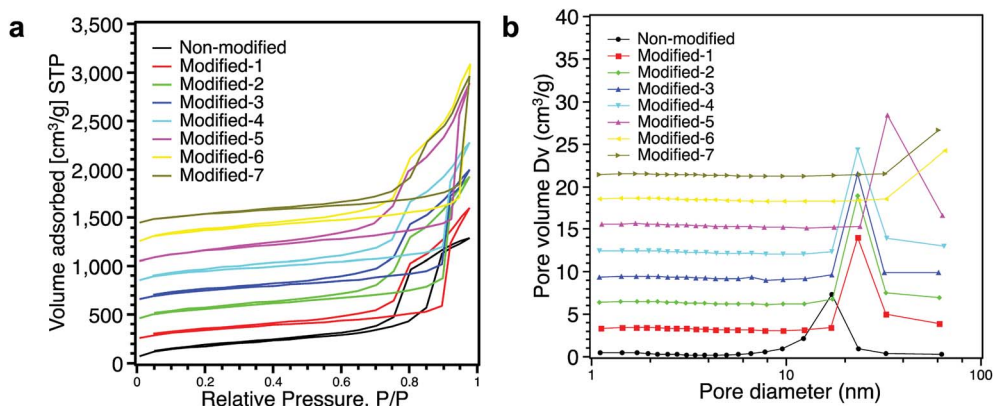 a
3,500
3,000
2,500
2,000
1,500
1,000
500
0
Volume adsorbed [cm³/g] STP
Non-modified
Modified-1
Modified-2
Modified-3
Modified-4
Modified-5
Modified-6
Modified-7
0
0.2
0.4
0.6
0.8
1
Relative Pressure, P/P
b
40
35
30
25
20
15
10
5
0
Pore volume Dv (cm³/g)
Non-modified
Modified-1
Modified-2
Modified-3
Modified-4
Modified-5
Modified-6
Modified-7
1
10
100
Pore diameter (nm)